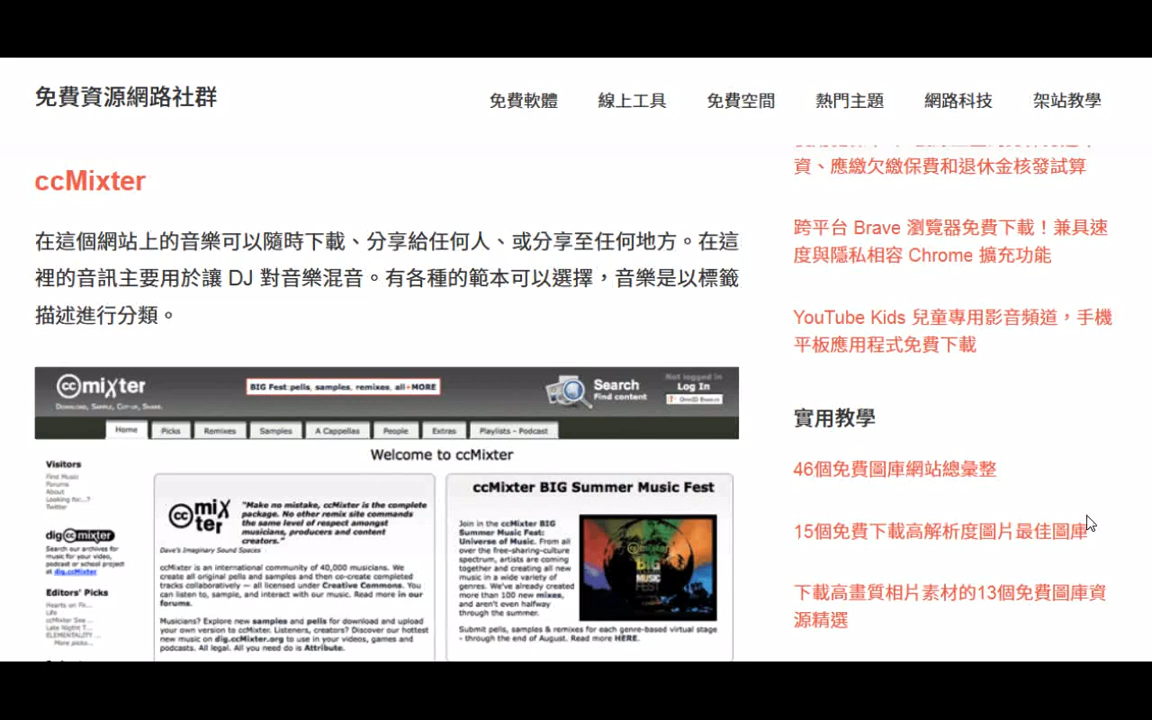 免費資源網路社群
免費軟體 線上工具 免費空間 熱門主題 網路科技 架站教學
ccMixter
在這個網站上的音樂可以隨時下載、分享給任何人、或分享至任何地方。在這
裡的音訊主要用於讓 DJ 對音樂混音。有各種的範本可以選擇，音樂是以標籤
描述進行分類。
cc mixter
Download, Sample, Cut-up, Share.
BIG Fest:pells, samples, remixes, all+MORE
Search
Find content
Not logged in
Log In
Home Picks Remixes Samples A Cappellas People Extras Playlists - Podcast
Visitors
Find Music
Forums
About
Looking for...?
Twitter
dig ccmixter
Search our archives
for music for your video,
podcast or school project
at dig.ccMixter
Editors' Picks
Hearts on Fir...
Life
ccMixter See ...
Late Night T...
ELEMENTALITY ...
More picks...
Welcome to ccMixter
cc mixter
"Make no mistake, ccMixter is the complete
package. No other remix site commands
the same level of respect amongst
musicians, producers and content
creators."
Dave's Imaginary Sound Spaces
ccMixter is an international community of 40,000 musicians. We
create all original pells and samples and then co-create completed
tracks collaboratively — all licensed under Creative Commons. You
can listen to, sample, and interact with our music. Read more in our
forums.
Musicians? Explore new samples and pells for download and upload
your own version to ccMixter. Listeners, creators? Discover our hottest
new music on dig.ccMixter.org to use in your videos, games and
podcasts. All legal. All you need do is Attribute.
ccMixter BIG Summer Music Fest
Join in the ccMixter BIG
Summer Music Fest:
Universe of Music. From all
over the free-sharing-culture
spectrum, artists are coming
together and creating all new
music in a wide variety of
genres. We've already created
more than 100 new mixes,
and aren't even halfway
through the summer.
BIG
MUSIC
Submit pells, samples & remixes for each genre-based virtual stage
- through the end of August. Read more HERE.
資、應繳欠繳保費和退休金核發試算
跨平台 Brave 瀏覽器免費下載！兼具速
度與隱私相容 Chrome 擴充功能
YouTube Kids 兒童專用影音頻道，手機
平板應用程式免費下載
實用教學
46個免費圖庫網站總彙整
15個免費下載高解析度圖片最佳圖庫
下載高畫質相片素材的13個免費圖庫資
源精選